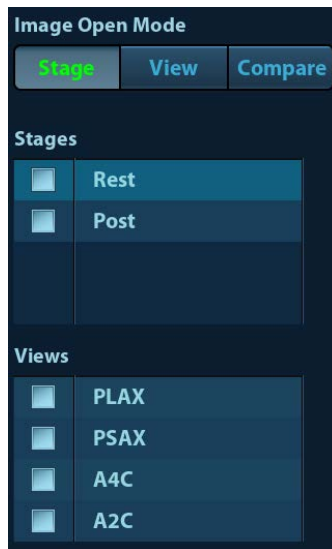 Image Open Mode
Stage View Compare
Stages
Rest
Post
Views
PLAX
PSAX
A4C
A2C